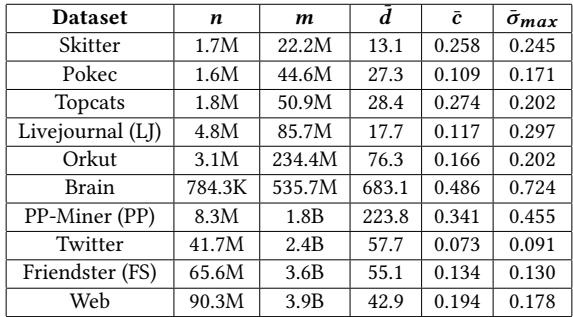 Dataset n m d̄ c̄ σ̄max
Skitter 1.7M 22.2M 13.1 0.258 0.245
Pokec 1.6M 44.6M 27.3 0.109 0.171
Topcats 1.8M 50.9M 28.4 0.274 0.202
Livejournal (LJ) 4.8M 85.7M 17.7 0.117 0.297
Orkut 3.1M 234.4M 76.3 0.166 0.202
Brain 784.3K 535.7M 683.1 0.486 0.724
PP-Miner (PP) 8.3M 1.8B 223.8 0.341 0.455
Twitter 41.7M 2.4B 57.7 0.073 0.091
Friendster (FS) 65.6M 3.6B 55.1 0.134 0.130
Web 90.3M 3.9B 42.9 0.194 0.178